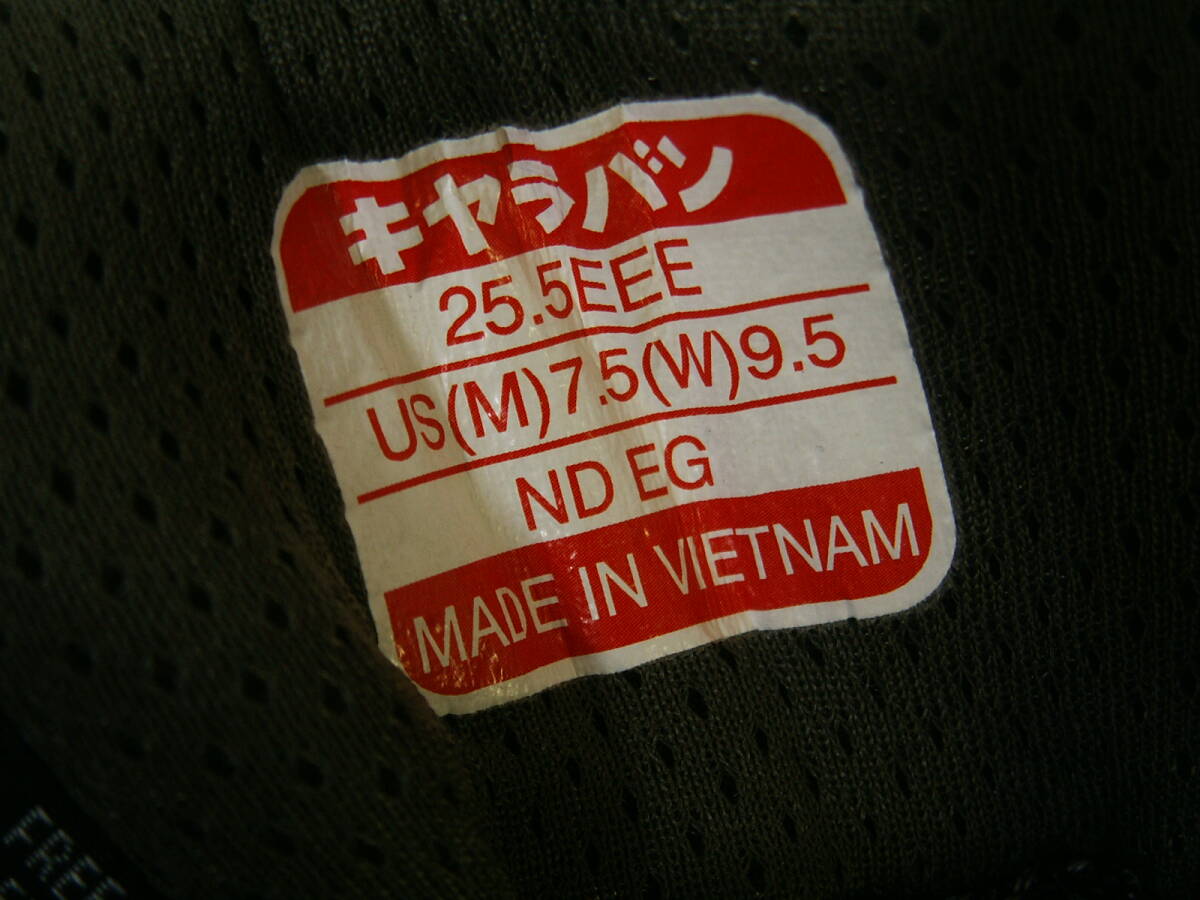 キャラバン
25.5EEE
US(M)7.5(W)9.5
ND EG
MADE IN VIETNAM